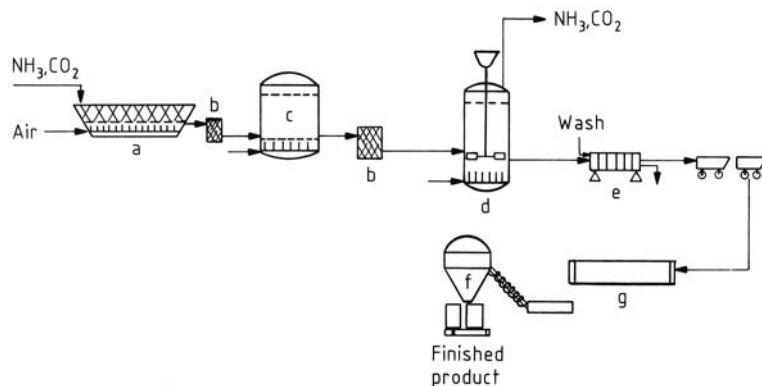 NH₃,CO₂
NH₃,CO₂
b
c
Air
a
b
Wash
d
e
f
g
Finished
product